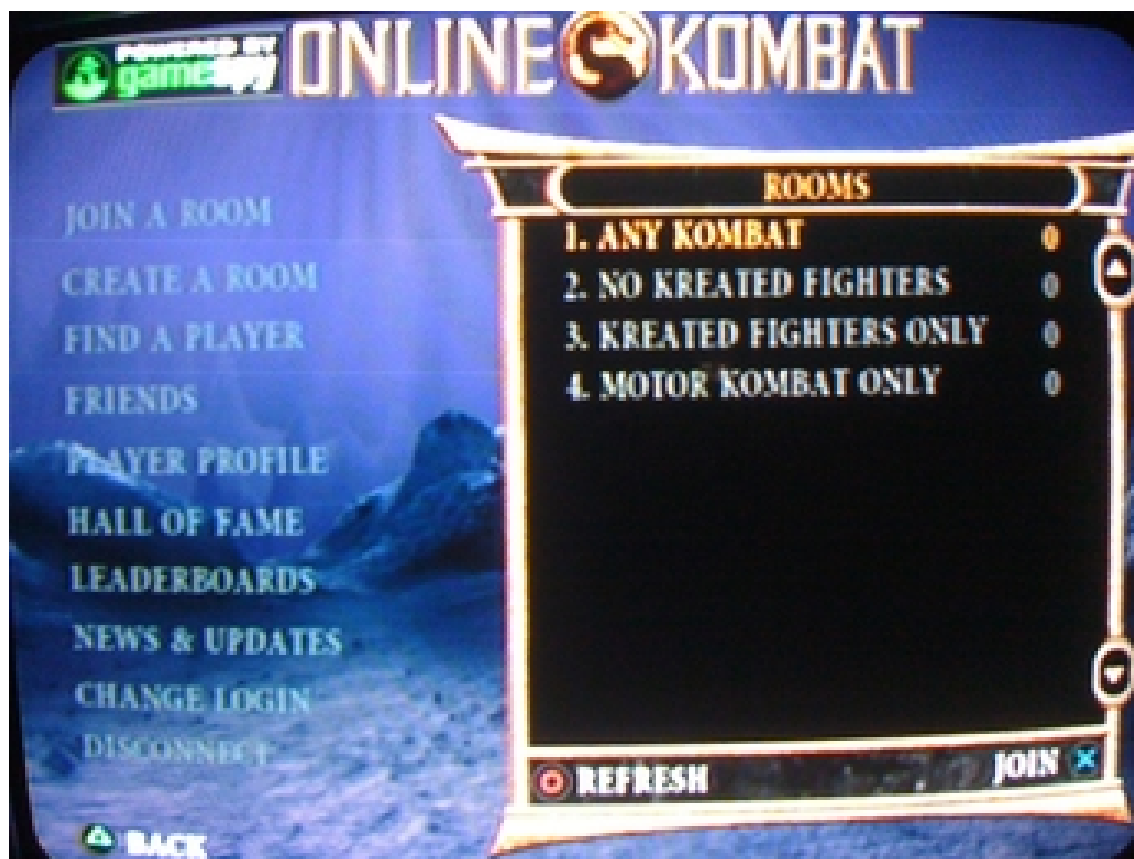 POWERED BY
gamespy
ONLINE KOMBAT
JOIN A ROOM
CREATE A ROOM
FIND A PLAYER
FRIENDS
PLAYER PROFILE
HALL OF FAME
LEADERBOARDS
NEWS & UPDATES
CHANGE LOGIN
DISCONNECT
BACK
ROOMS
1. ANY KOMBAT 0
2. NO KREATED FIGHTERS 0
3. KREATED FIGHTERS ONLY 0
4. MOTOR KOMBAT ONLY 0
REFRESH
JOIN